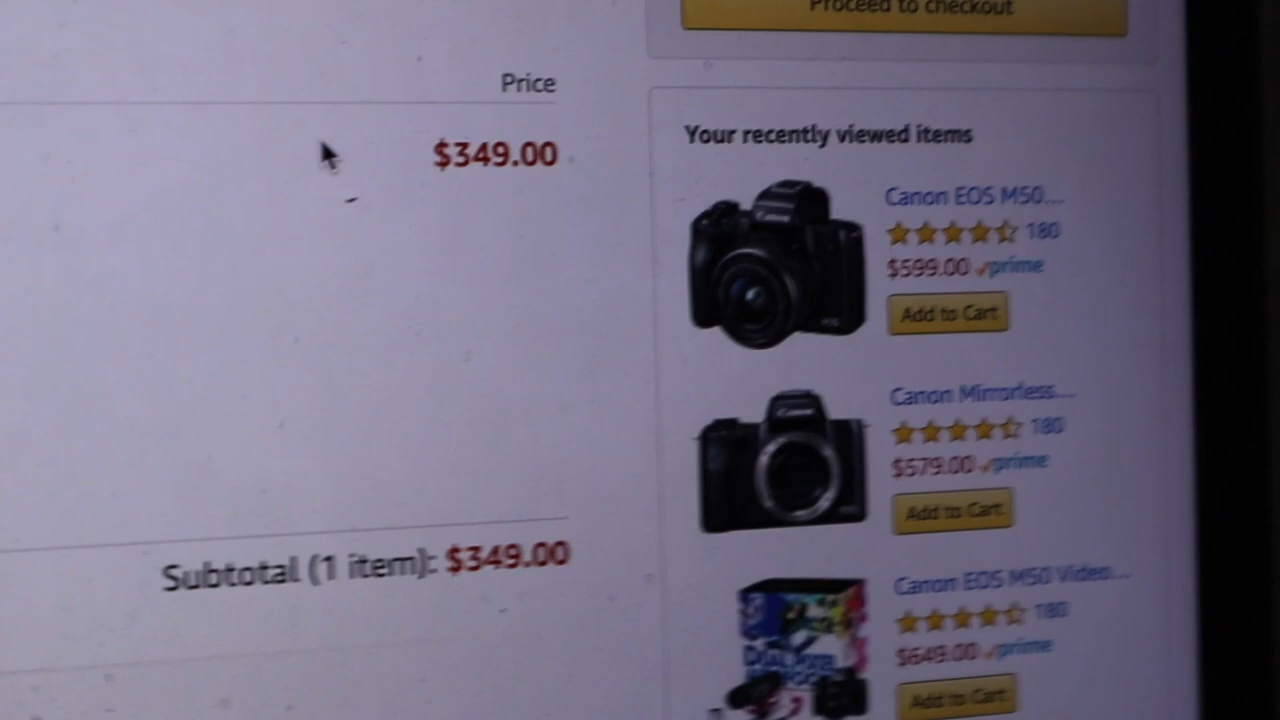 Proceed to checkout
Price
$349.00
Subtotal (1 item): $349.00
Your recently viewed items
Canon EOS M50...
180
$599.00 prime
Add to Cart
Canon
Canon Mirrorless...
180
$579.00 prime
Add to Cart
Canon EOS M50 Video...
180
$649.00 prime
Add to Cart